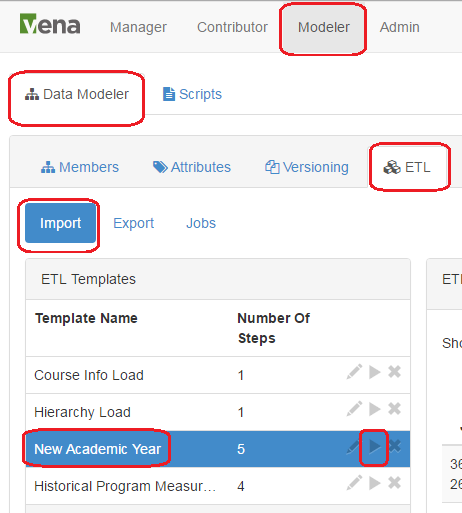 vena Manager Contributor Modeler Admin
Data Modeler Scripts
Members Attributes Versioning ETL
Import Export Jobs
ETL Templates
Template Name Number Of
Steps
Course Info Load 1
Hierarchy Load 1
New Academic Year 5
Historical Program Measur... 4
ET
Sho
36
26